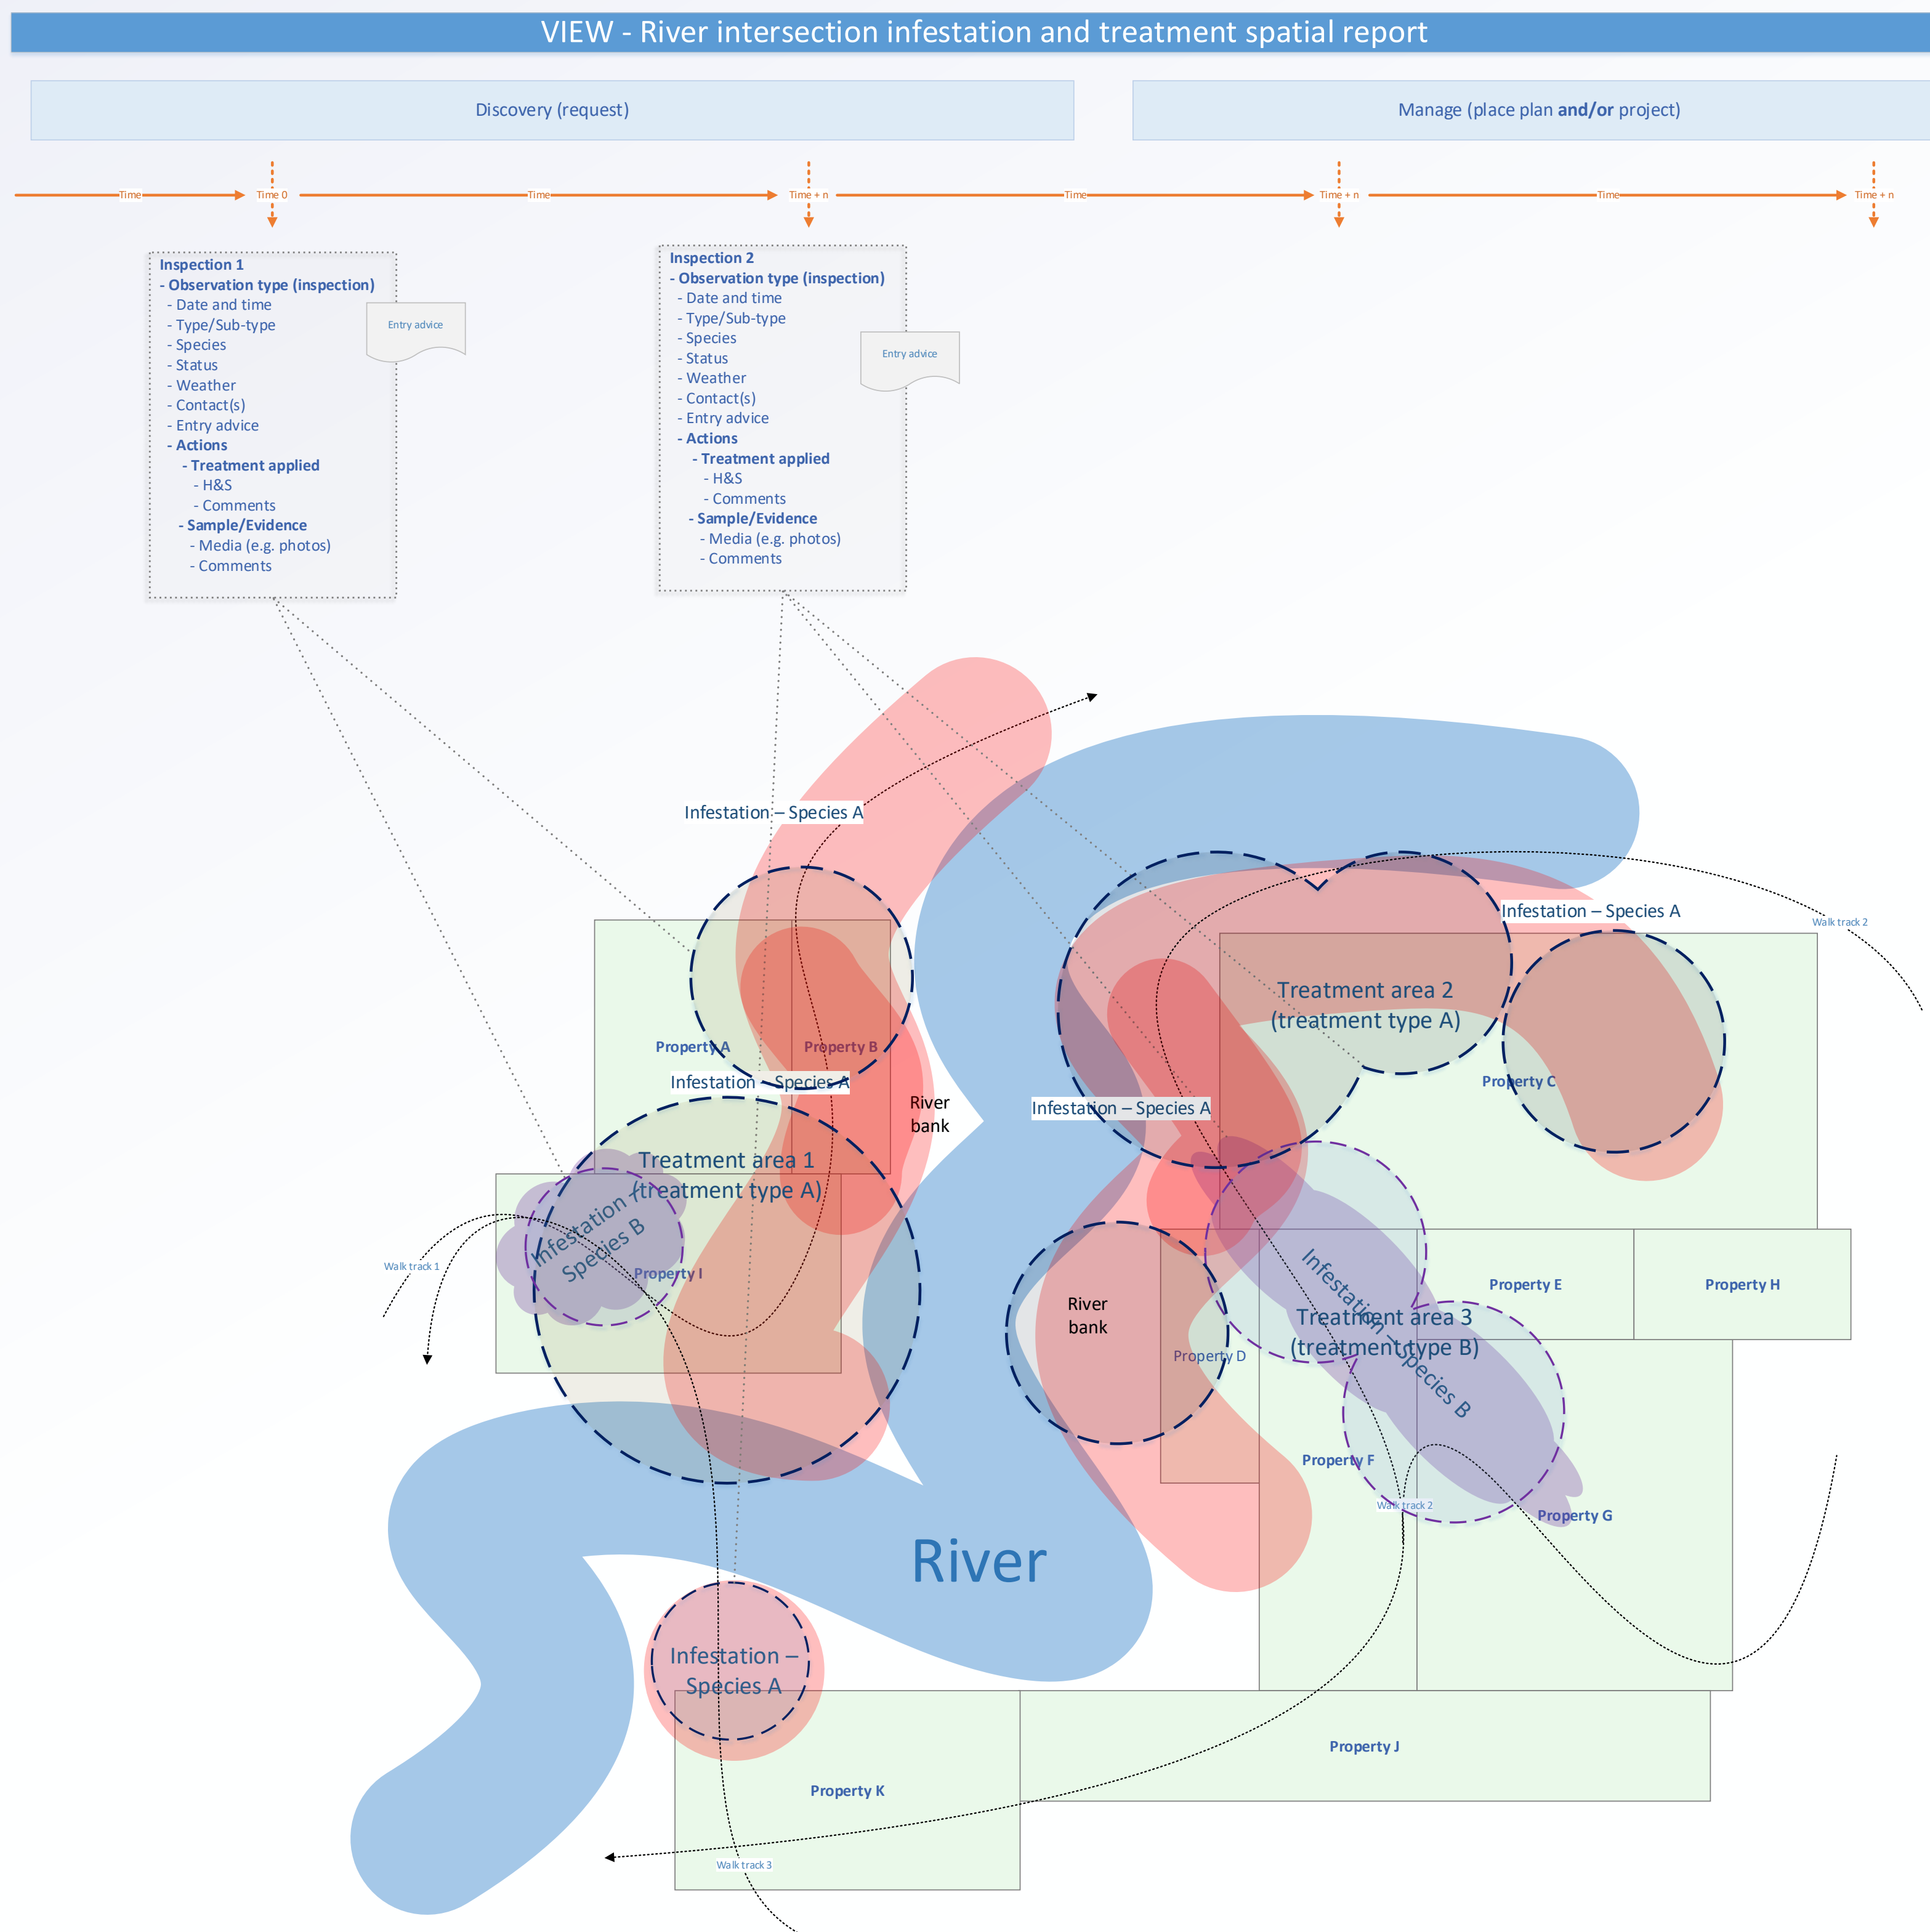 VIEW - River intersection infestation and treatment spatial report
Discovery (request)
Manage (place plan and/or project)
Time
Time 0
Time
Time + n
Time
Time + n
Time
Time + n
Inspection 1
- Observation type (inspection)
- Date and time
- Type/Sub-type
- Species
- Status
- Weather
- Contact(s)
- Entry advice
- Actions
- Treatment applied
- H&S
- Comments
- Sample/Evidence
- Media (e.g. photos)
- Comments
Entry advice
Inspection 2
- Observation type (inspection)
- Date and time
- Type/Sub-type
- Species
- Status
- Weather
- Contact(s)
- Entry advice
- Actions
- Treatment applied
- H&S
- Comments
- Sample/Evidence
- Media (e.g. photos)
- Comments
Entry advice
Infestation – Species A
Infestation – Species A
Walk track 2
Treatment area 2
(treatment type A)
Property A
Property B
Property C
Infestation – Species A
River
bank
Infestation – Species A
Treatment area 1
(treatment type A)
Infestation –
Species B
Property I
Walk track 1
River
bank
Property D
Property E
Property H
Infestation – Species B
Treatment area 3
(treatment type B)
Property F
Walk track 2
Property G
River
Infestation –
Species A
Property J
Property K
Walk track 3